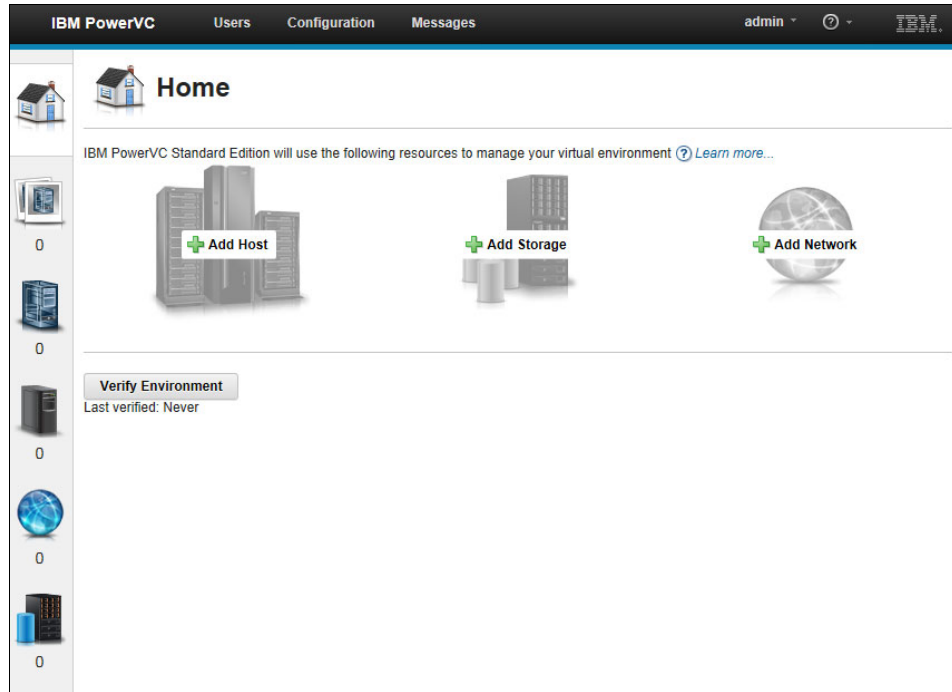 IBM PowerVC Users Configuration Messages admin ? IBM.
Home
IBM PowerVC Standard Edition will use the following resources to manage your virtual environment ? Learn more...
Add Host Add Storage Add Network
0
0
Verify Environment
Last verified: Never
0
0
0